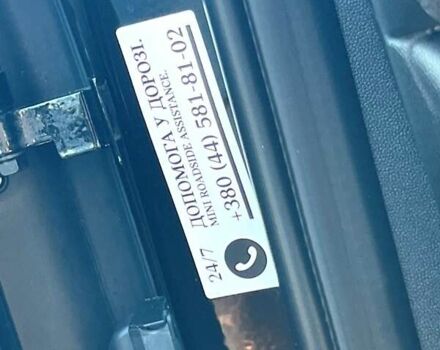 24/7
ДОПОМОГА У ДОРОЗІ.
MINI ROADSIDE ASSISTANCE.
+380 (44) 581-81-02